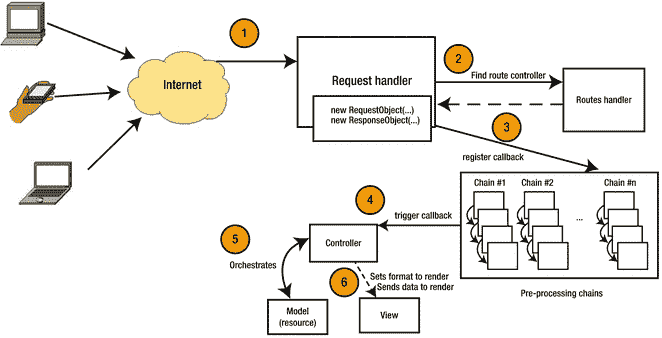 1
Internet
Request handler
new RequestObject(...)
new ResponseObject(...)
2
Find route controller
Routes handler
3
register callback
Chain #1
Chain #2
Chain #n
...
Pre-processing chains
4
trigger callback
Controller
5
Orchestrates
6
Sets format to render
Sends data to render
Model
(resource)
View